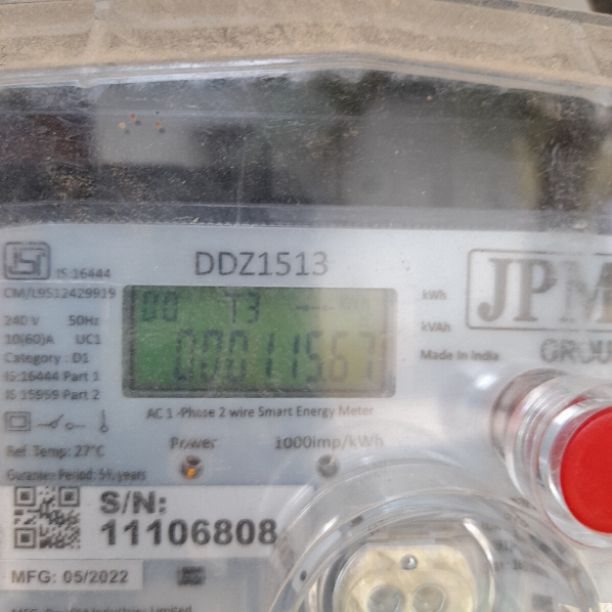 IS 16444
CM/L9512429919
240 V 50Hz
10(60)A UC1
Category : D1
IS:16444 Part 1
IS 15959 Part 2
Ref. Temp: 27°C
DDZ1513
00 T3 kWh
00011567
AC 1 -Phase 2 wire Smart Energy Meter
Power 1000imp/kWh
kWh
kVAh
Made In India
JPM
GROU
S/N:
11106808
MFG: 05/2022